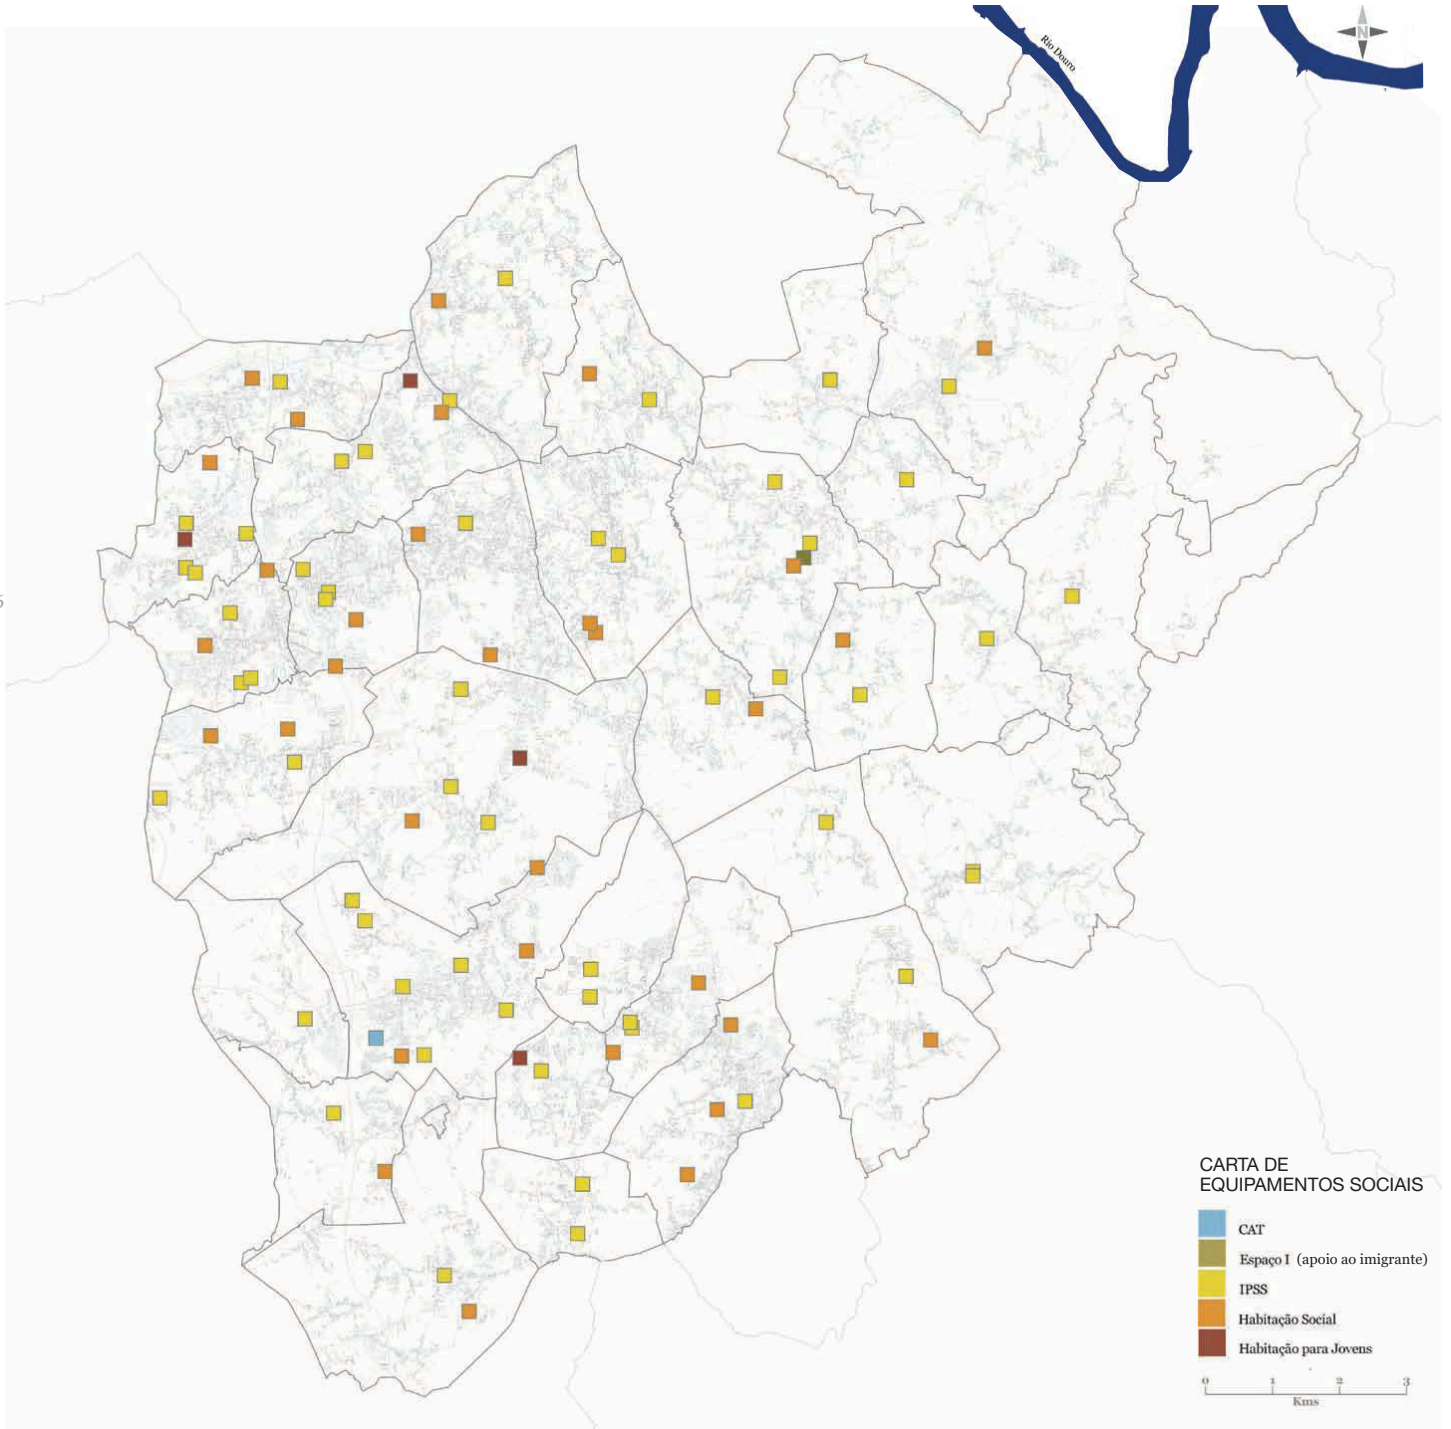 N
Rio Douro
5
CARTA DE
EQUIPAMENTOS SOCIAIS
CAT
Espaço I (apoio ao imigrante)
IPSS
Habitação Social
Habitação para Jovens
0 1 2 3
Kms